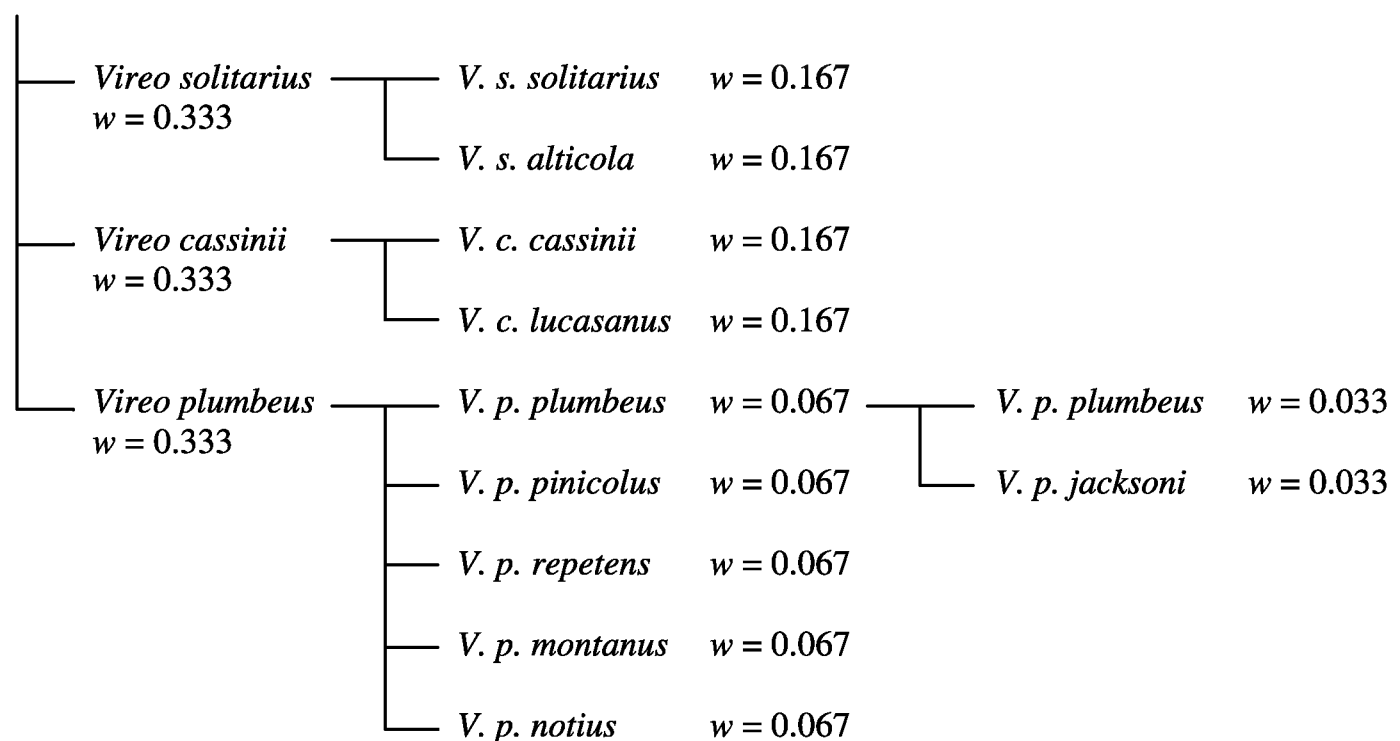 Vireo solitarius V. s. solitarius w = 0.167
w = 0.333
V. s. alticola w = 0.167
Vireo cassinii V. c. cassinii w = 0.167
w = 0.333
V. c. lucasanus w = 0.167
Vireo plumbeus V. p. plumbeus w = 0.067 V. p. plumbeus w = 0.033
w = 0.333
V. p. pinicolus w = 0.067 V. p. jacksoni w = 0.033
V. p. repetens w = 0.067
V. p. montanus w = 0.067
V. p. notius w = 0.067